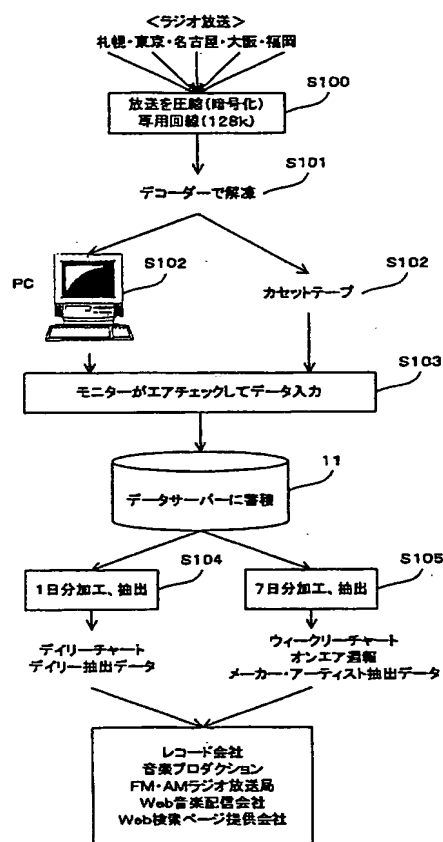 <ラジオ放送>
札幌・東京・名古屋・大阪・福岡
S100
放送を圧縮(暗号化)
専用回線(128k)
S101
デコーダーで解凍
PC
S102
S102
カセットテープ
S103
モニターがエアチェックしてデータ入力
11
データサーバーに蓄積
S104
S105
1日分加工、抽出
7日分加工、抽出
デイリーチャート
デイリー抽出データ
ウィークリーチャート
オンエア週報
メーカー・アーティスト抽出データ
レコード会社
音楽プロダクション
FM・AMラジオ放送局
Web音楽配信会社
Web検索ページ提供会社